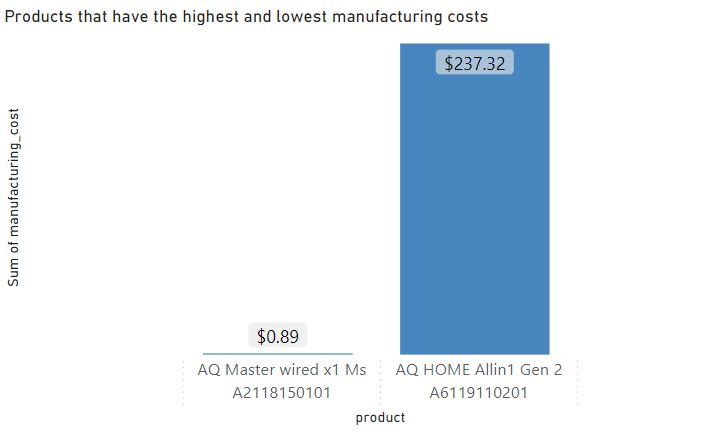 Products that have the highest and lowest manufacturing costs
Sum of manufacturing_cost
$237.32
$0.89
AQ Master wired x1 Ms
A2118150101
AQ HOME Allin1 Gen 2
A6119110201
product